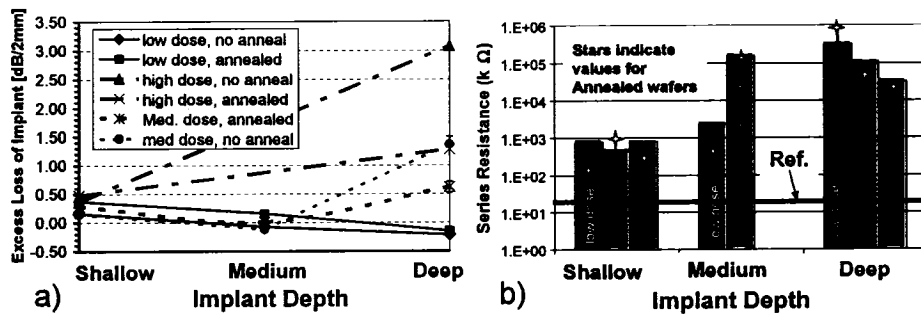 3.50
3.00
2.50
2.00
1.50
1.00
0.50
0.00
-0.50
Excess Loss of Implant [dB/2mm]
low dose, no anneal
low dose, annealed
high dose, no anneal
high dose, annealed
Med. dose, annealed
med dose, no anneal
Shallow Medium Deep
Implant Depth
a)
1.E+06
1.E+05
1.E+04
1.E+03
1.E+02
1.E+01
1.E+00
Series Resistance (k Ω)
Stars indicate
values for
Annealed wafers
Ref.
Shallow Medium Deep
Implant Depth
b)